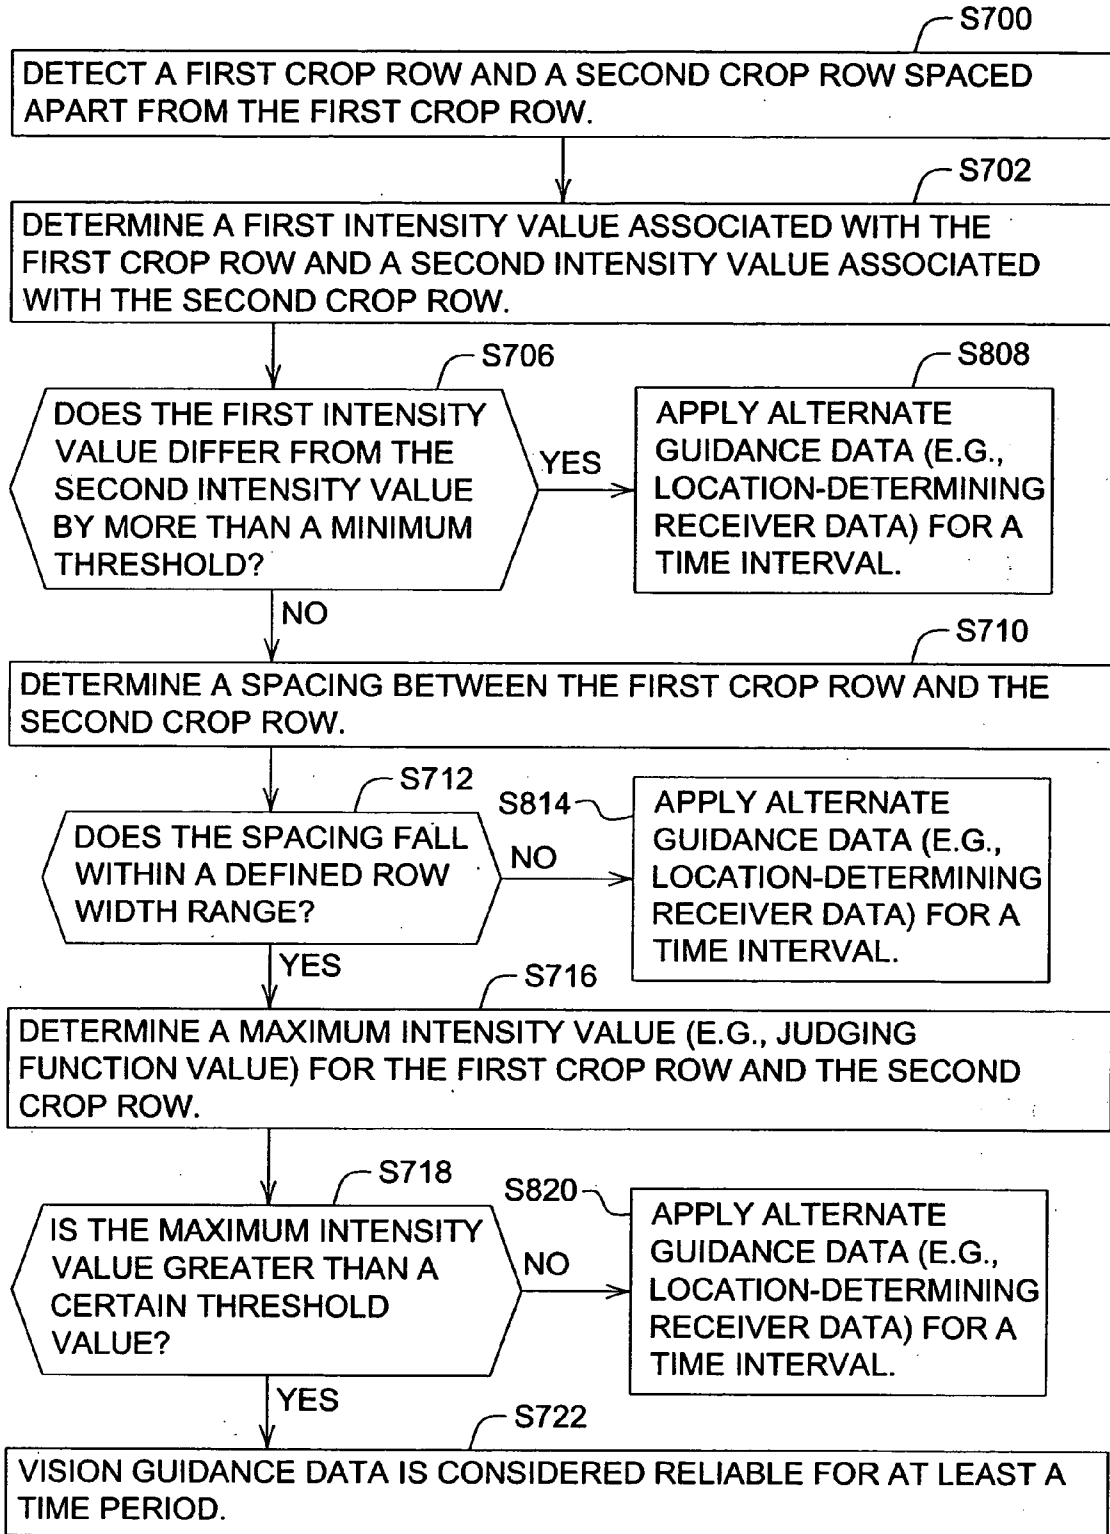 S700
DETECT A FIRST CROP ROW AND A SECOND CROP ROW SPACED
APART FROM THE FIRST CROP ROW.
S702
DETERMINE A FIRST INTENSITY VALUE ASSOCIATED WITH THE
FIRST CROP ROW AND A SECOND INTENSITY VALUE ASSOCIATED
WITH THE SECOND CROP ROW.
S706
DOES THE FIRST INTENSITY
VALUE DIFFER FROM THE
SECOND INTENSITY VALUE
BY MORE THAN A MINIMUM
THRESHOLD?
YES
S808
APPLY ALTERNATE
GUIDANCE DATA (E.G.,
LOCATION-DETERMINING
RECEIVER DATA) FOR A
TIME INTERVAL.
NO
S710
DETERMINE A SPACING BETWEEN THE FIRST CROP ROW AND THE
SECOND CROP ROW.
S712
DOES THE SPACING FALL
WITHIN A DEFINED ROW
WIDTH RANGE?
NO
S814
APPLY ALTERNATE
GUIDANCE DATA (E.G.,
LOCATION-DETERMINING
RECEIVER DATA) FOR A
TIME INTERVAL.
YES
S716
DETERMINE A MAXIMUM INTENSITY VALUE (E.G., JUDGING
FUNCTION VALUE) FOR THE FIRST CROP ROW AND THE SECOND
CROP ROW.
S718
IS THE MAXIMUM INTENSITY
VALUE GREATER THAN A
CERTAIN THRESHOLD
VALUE?
NO
S820
APPLY ALTERNATE
GUIDANCE DATA (E.G.,
LOCATION-DETERMINING
RECEIVER DATA) FOR A
TIME INTERVAL.
YES
S722
VISION GUIDANCE DATA IS CONSIDERED RELIABLE FOR AT LEAST A
TIME PERIOD.